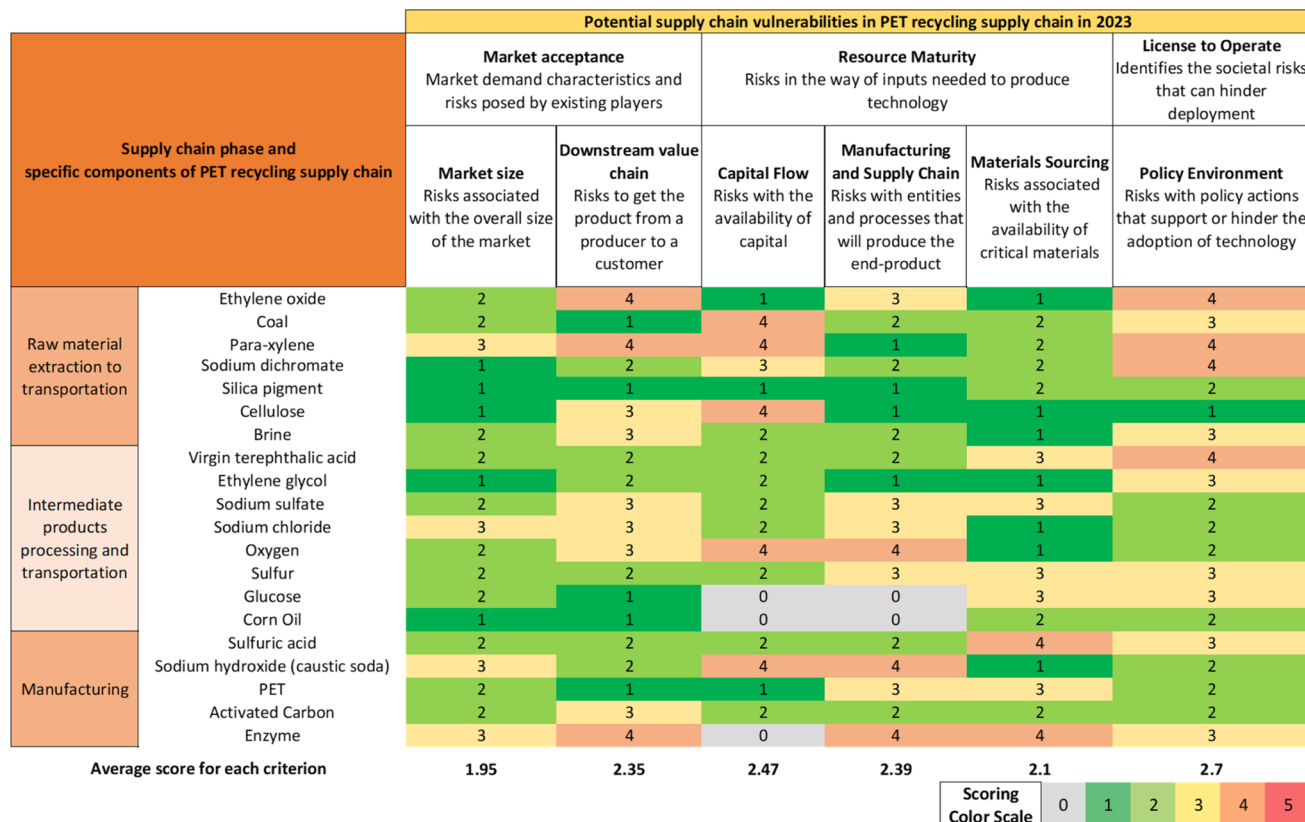 Potential supply chain vulnerabilities in PET recycling supply chain in 2023
Supply chain phase and
specific components of PET recycling supply chain
Market acceptance
Market demand characteristics and
risks posed by existing players
Resource Maturity
Risks in the way of inputs needed to produce
technology
License to Operate
Identifies the societal risks
that can hinder
deployment
Market size
Risks associated
with the overall size
of the market
Downstream value
chain
Risks to get the
product from a
producer to a
customer
Capital Flow
Risks with the
availability of
capital
Manufacturing
and Supply Chain
Risks with entities
and processes that
will produce the
end-product
Materials Sourcing
Risks associated
with the
availability of
critical materials
Policy Environment
Risks with policy actions
that support or hinder the
adoption of technology
Raw material
extraction to
transportation
Ethylene oxide 2 4 1 3 1 4
Coal 2 1 4 2 2 3
Para-xylene 3 4 4 1 2 4
Sodium dichromate 1 2 3 2 2 4
Silica pigment 1 1 1 1 2 2
Cellulose 1 3 4 1 1 1
Brine 2 3 2 2 1 3
Intermediate
products
processing and
transportation
Virgin terephthalic acid 2 2 2 2 3 4
Ethylene glycol 1 2 2 1 1 3
Sodium sulfate 2 3 2 3 3 2
Sodium chloride 3 3 2 3 1 2
Oxygen 2 3 4 4 1 2
Sulfur 2 2 2 3 3 3
Glucose 2 1 0 0 3 3
Corn Oil 1 1 0 0 2 2
Manufacturing
Sulfuric acid 2 2 2 2 4 3
Sodium hydroxide (caustic soda) 3 2 4 4 1 2
PET 2 1 1 3 3 2
Activated Carbon 2 3 2 2 2 2
Enzyme 3 4 0 4 4 3
Average score for each criterion 1.95 2.35 2.47 2.39 2.1 2.7
Scoring
Color Scale
0 1 2 3 4 5